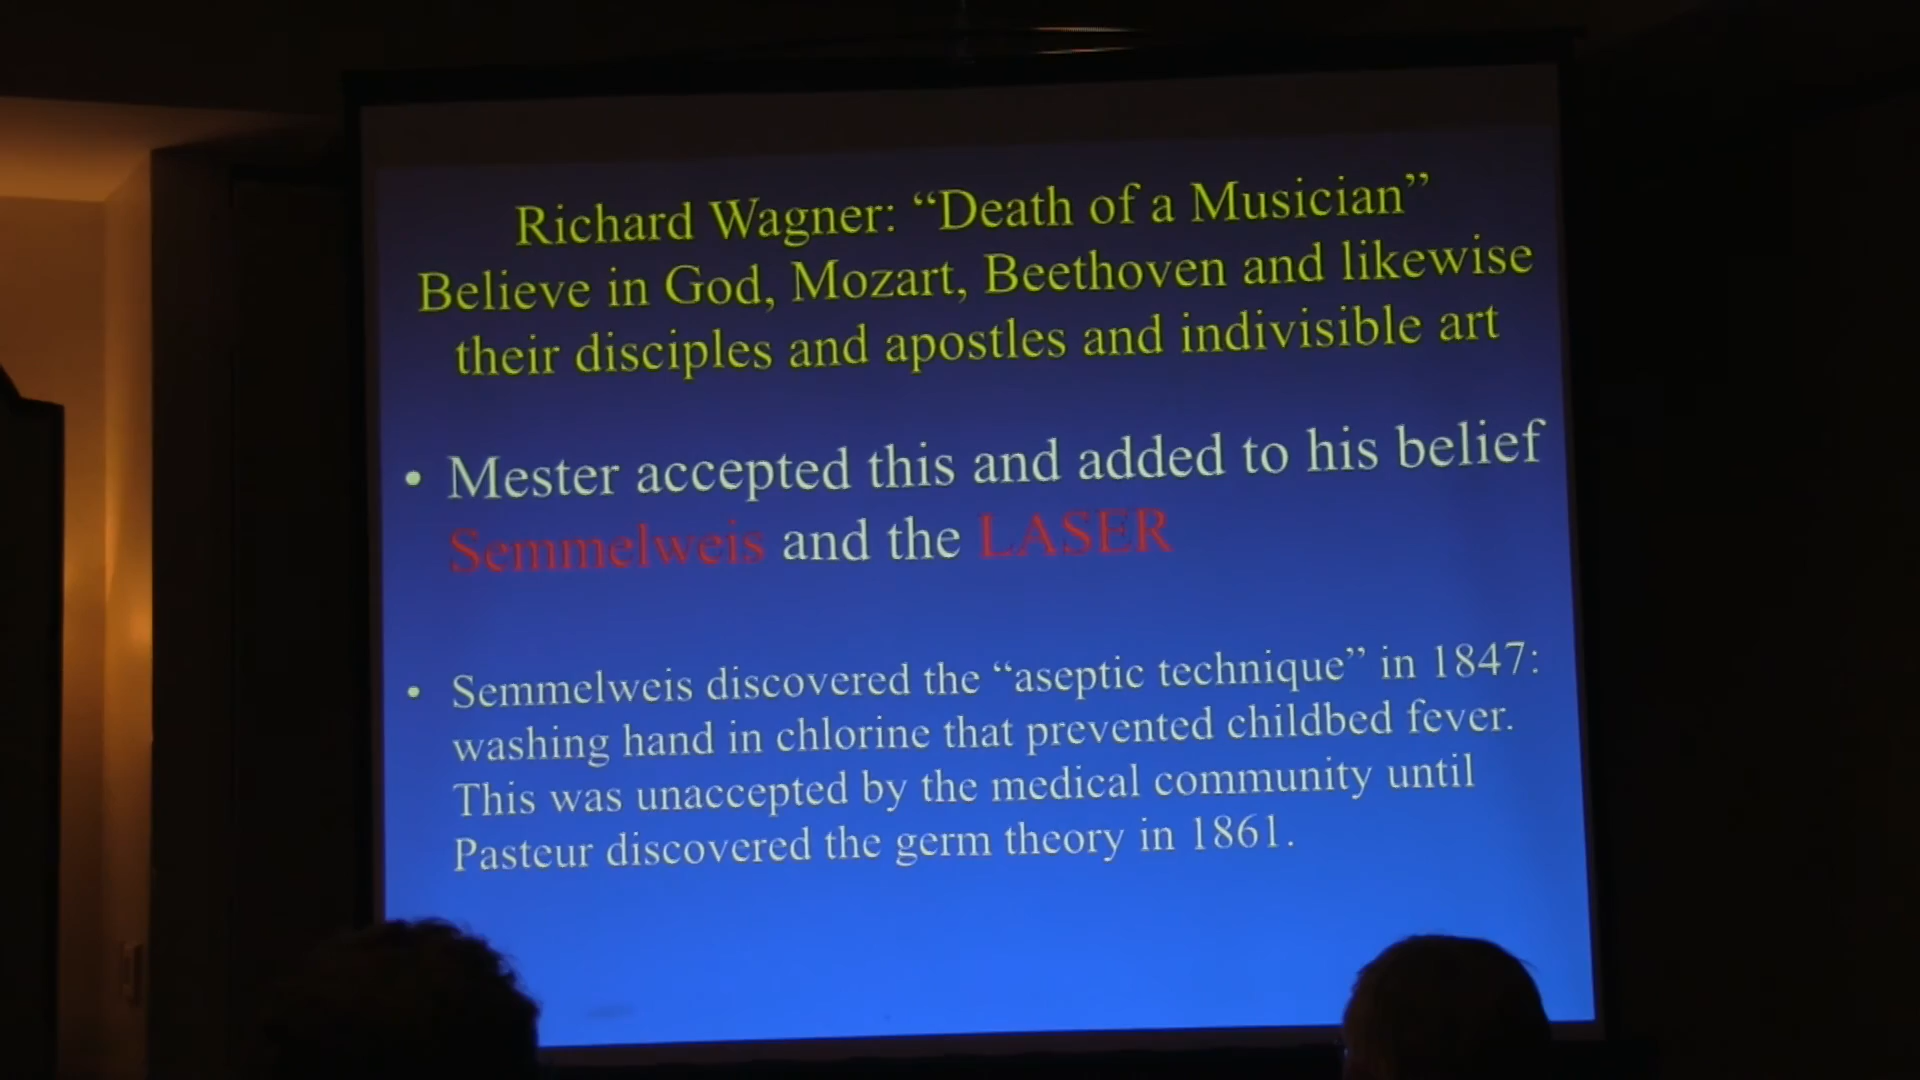 Richard Wagner: “Death of a Musician”
Believe in God, Mozart, Beethoven and likewise
their disciples and apostles and indivisible art
• Mester accepted this and added to his belief
Semmelweis and the LASER
• Semmelweis discovered the “aseptic technique” in 1847:
washing hand in chlorine that prevented childbed fever.
This was unaccepted by the medical community until
Pasteur discovered the germ theory in 1861.